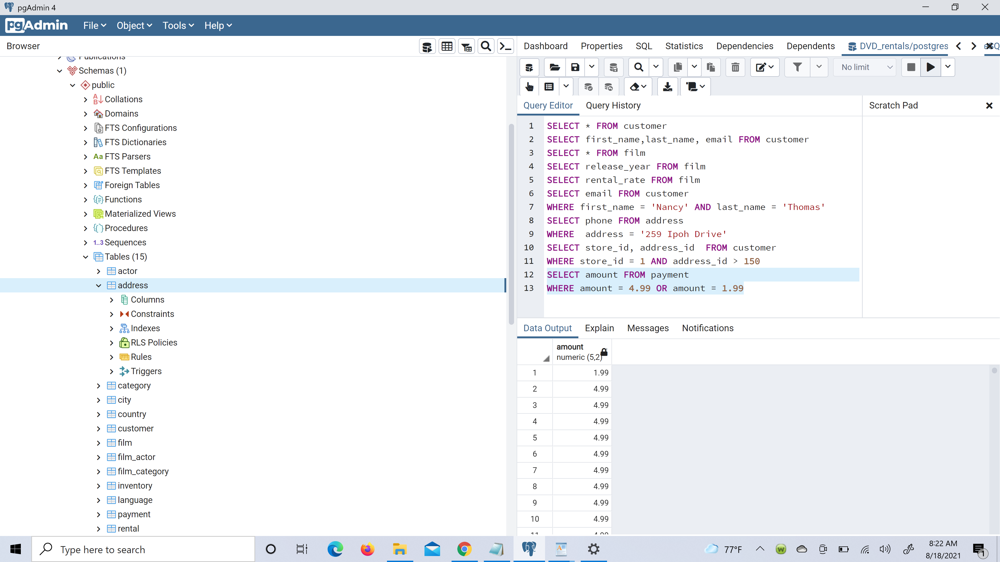 pgAdmin 4
pgAdmin File Object Tools Help
Browser
Dashboard Properties SQL Statistics Dependencies Dependents DVD_rentals/postgres
Publications
Schemas (1)
public
Collations
Domains
FTS Configurations
FTS Dictionaries
Aa FTS Parsers
FTS Templates
Foreign Tables
Functions
Materialized Views
Procedures
1..3 Sequences
Tables (15)
actor
address
Columns
Constraints
Indexes
RLS Policies
Rules
Triggers
category
city
country
customer
film
film_actor
film_category
inventory
language
payment
rental
No limit
Query Editor Query History
Scratch Pad
1 SELECT * FROM customer
2 SELECT first_name,last_name, email FROM customer
3 SELECT * FROM film
4 SELECT release_year FROM film
5 SELECT rental_rate FROM film
6 SELECT email FROM customer
7 WHERE first_name = 'Nancy' AND last_name = 'Thomas'
8 SELECT phone FROM address
9 WHERE  address = '259 Ipoh Drive'
10 SELECT store_id, address_id  FROM customer
11 WHERE store_id = 1 AND address_id > 150
12 SELECT amount FROM payment
13 WHERE amount = 4.99 OR amount = 1.99
Data Output Explain Messages Notifications
amount
numeric (5,2)
1 1.99
2 4.99
3 4.99
4 4.99
5 4.99
6 4.99
7 4.99
8 4.99
9 4.99
10 4.99
11 4.99
Type here to search
77°F
8:22 AM
8/18/2021
1